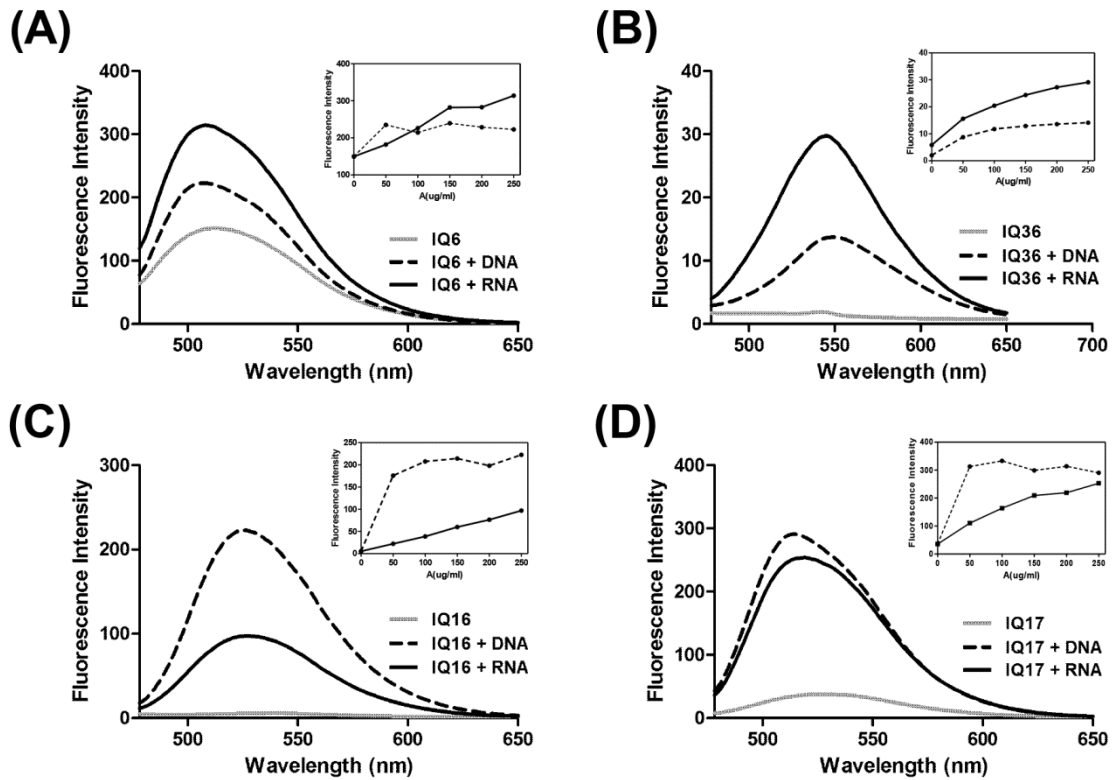 (A)
Fluorescence Intensity
400
300
200
100
0
500
550
600
650
Wavelength (nm)
IQ6
IQ6 + DNA
IQ6 + RNA
Fluorescence Intensity
400
300
200
100
0
50
100
150
200
250
A(ug/ml)
(B)
Fluorescence Intensity
40
30
20
10
0
500
550
600
650
700
Wavelength (nm)
IQ36
IQ36 + DNA
IQ36 + RNA
Fluorescence Intensity
40
30
20
10
0
0
50
100
150
200
250
A(ug/ml)
(C)
Fluorescence Intensity
300
200
100
0
500
550
600
650
Wavelength (nm)
IQ16
IQ16 + DNA
IQ16 + RNA
Fluorescence Intensity
250
200
150
100
50
0
0
50
100
150
200
250
A(ug/ml)
(D)
Fluorescence Intensity
400
300
200
100
0
500
550
600
650
Wavelength (nm)
IQ17
IQ17 + DNA
IQ17 + RNA
Fluorescence Intensity
400
300
200
100
0
0
50
100
150
200
250
A(ug/ml)